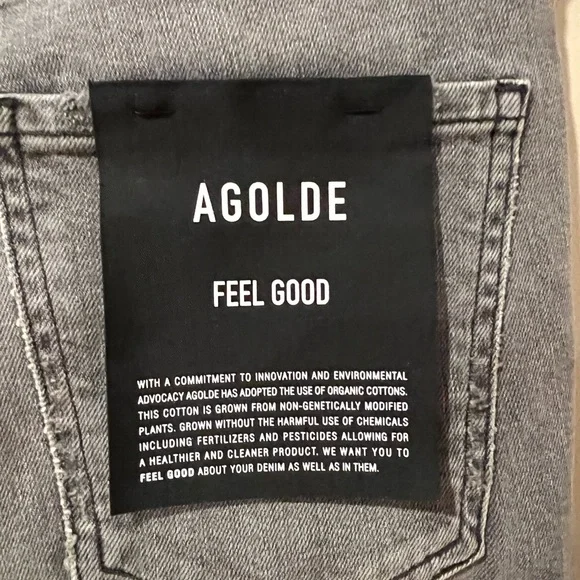 AGOLDE
FEEL GOOD
WITH A COMMITMENT TO INNOVATION AND ENVIRONMENTAL
ADVOCACY AGOLDE HAS ADOPTED THE USE OF ORGANIC COTTONS.
THIS COTTON IS GROWN FROM NON-GENETICALLY MODIFIED
PLANTS. GROWN WITHOUT THE HARMFUL USE OF CHEMICALS
INCLUDING FERTILIZERS AND PESTICIDES ALLOWING FOR
A HEALTHIER AND CLEANER PRODUCT. WE WANT YOU TO
FEEL GOOD ABOUT YOUR DENIM AS WELL AS IN THEM.